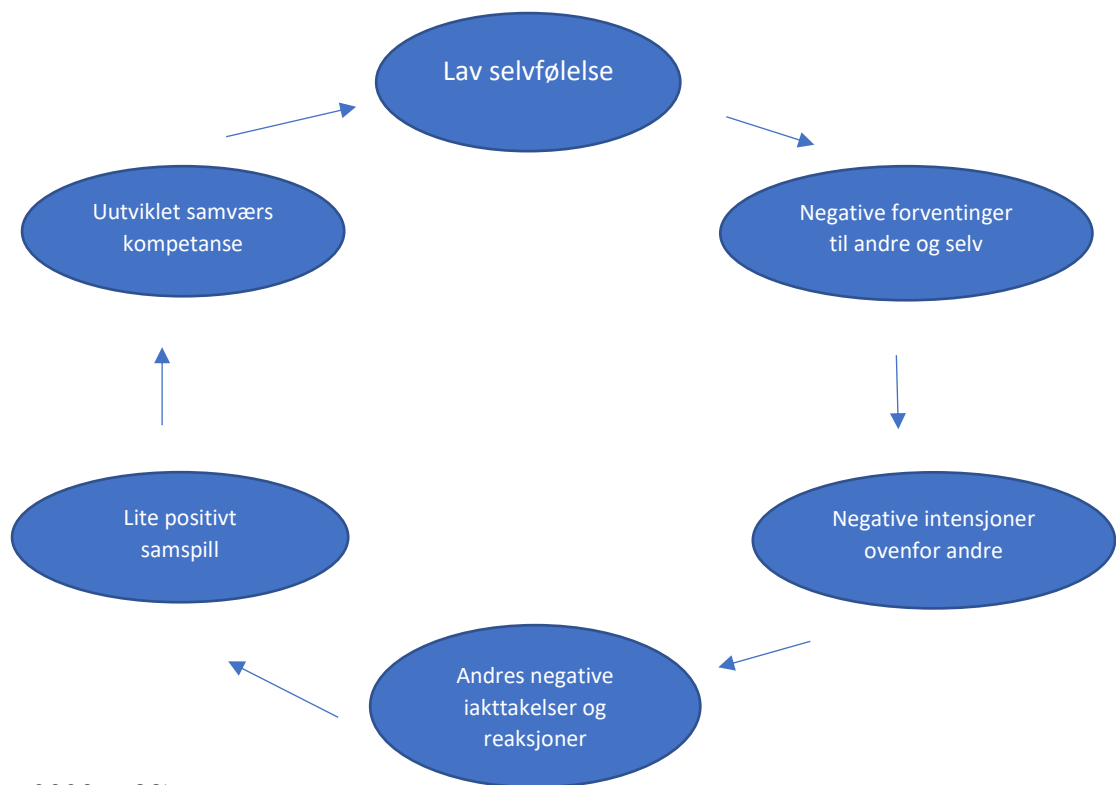 Lav selvfølelse
Negative forventinger
til andre og selv
Negative intensjoner
ovenfor andre
Andres negative
iakttakelser og
reaksjoner
Lite positivt
samspill
Uutviklet samværs
kompetanse